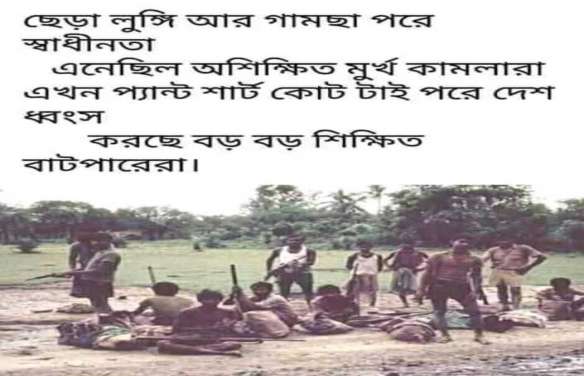 ছেড়া লুঙ্গি আর গামছা পরে
স্বাধীনতা
এনেছিল অশিক্ষিত মুর্খ কামলারা
এখন প্যান্ট শার্ট কোট টাই পরে দেশ
ধ্বংস
করছে বড় বড় শিক্ষিত
বাটপারেরা।